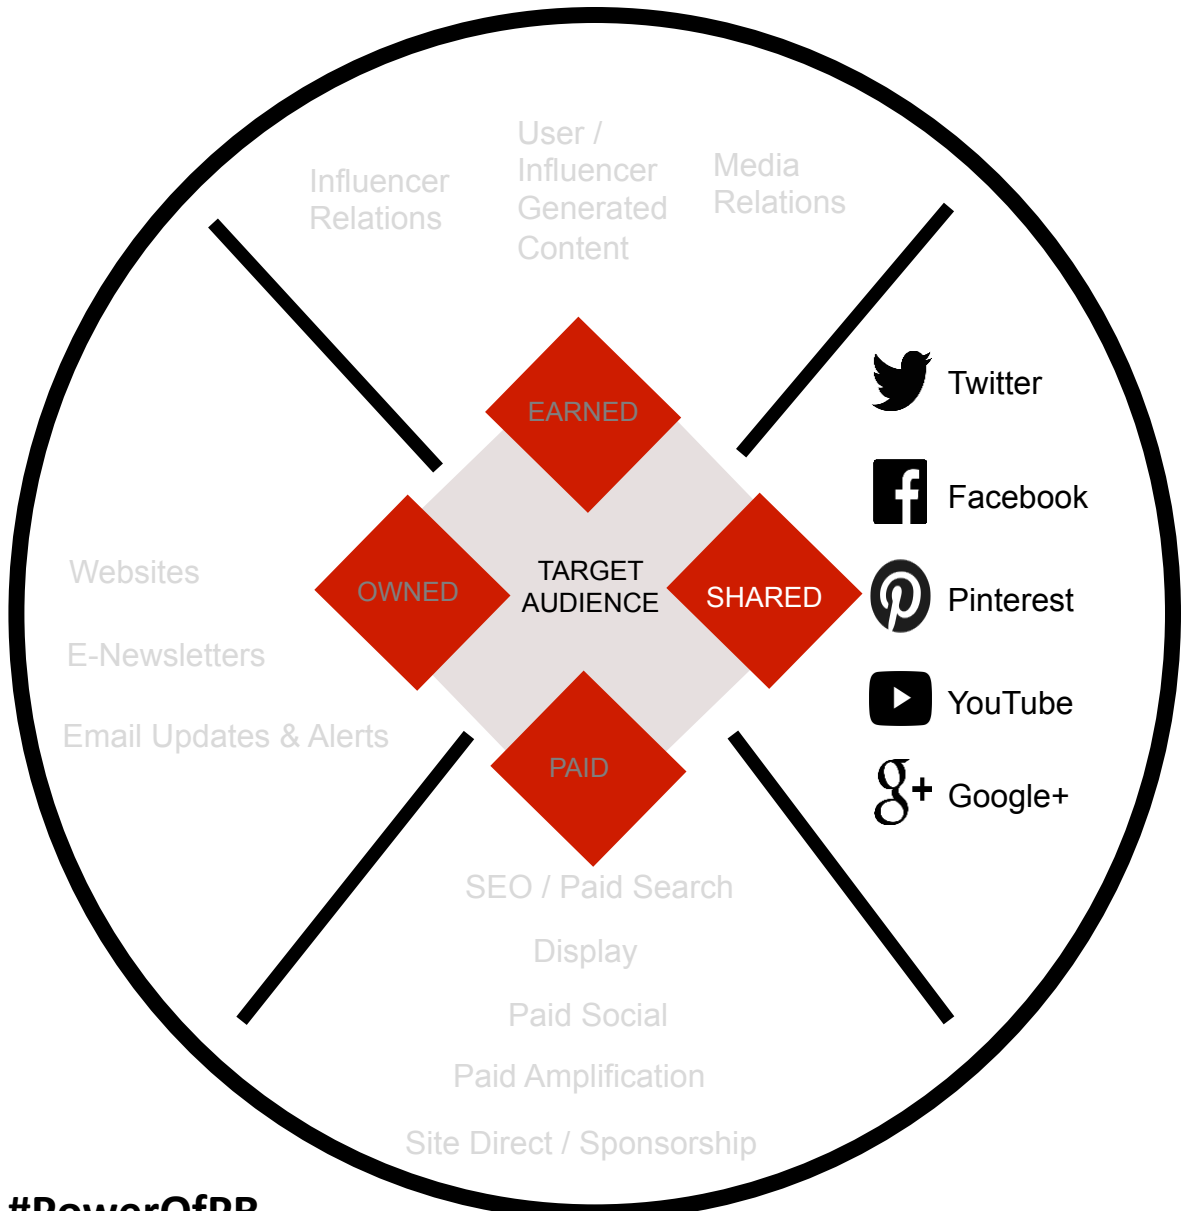 User /
Influencer
Generated
Content
Influencer
Relations
Media
Relations
EARNED
Twitter
Facebook
Pinterest
YouTube
g+ Google+
Websites
E-Newsletters
Email Updates & Alerts
OWNED
TARGET
AUDIENCE
SHARED
PAID
SEO / Paid Search
Display
Paid Social
Paid Amplification
Site Direct / Sponsorship
#PowerOfPR